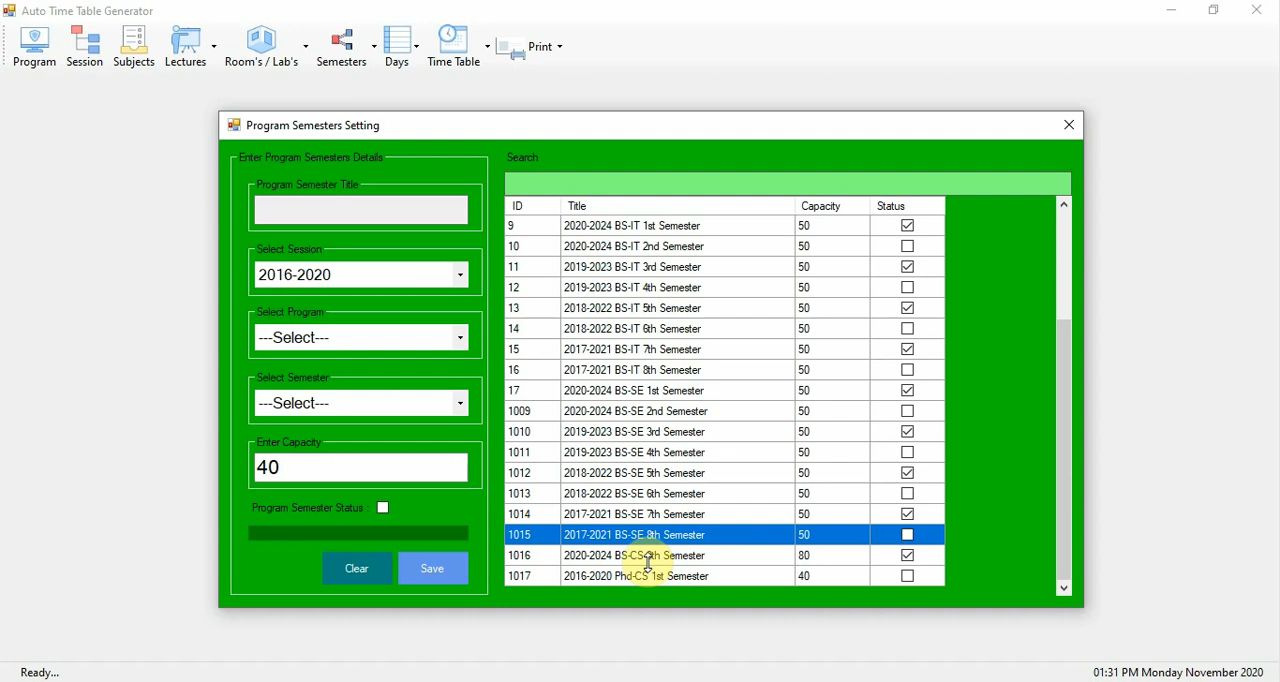 Auto Time Table Generator
Program
Session
Subjects
Lectures
Room's / Lab's
Semesters
Days
Time Table
Print
Program Semesters Setting
Enter Program Semesters Details
Program Semester Title
Select Session
2016-2020
Select Program
---Select---
Select Semester
---Select---
Enter Capacity
40
Program Semester Status :
Clear Save
Search
ID Title Capacity Status
9 2020-2024 BS-IT 1st Semester 50
10 2020-2024 BS-IT 2nd Semester 50
11 2019-2023 BS-IT 3rd Semester 50
12 2019-2023 BS-IT 4th Semester 50
13 2018-2022 BS-IT 5th Semester 50
14 2018-2022 BS-IT 6th Semester 50
15 2017-2021 BS-IT 7th Semester 50
16 2017-2021 BS-IT 8th Semester 50
17 2020-2024 BS-SE 1st Semester 50
1009 2020-2024 BS-SE 2nd Semester 50
1010 2019-2023 BS-SE 3rd Semester 50
1011 2019-2023 BS-SE 4th Semester 50
1012 2018-2022 BS-SE 5th Semester 50
1013 2018-2022 BS-SE 6th Semester 50
1014 2017-2021 BS-SE 7th Semester 50
1015 2017-2021 BS-SE 8th Semester 50
1016 2020-2024 BS-CS Semester 80
1017 2016-2020 Phd-CS 1st Semester 40
Ready...
01:31 PM Monday November 2020